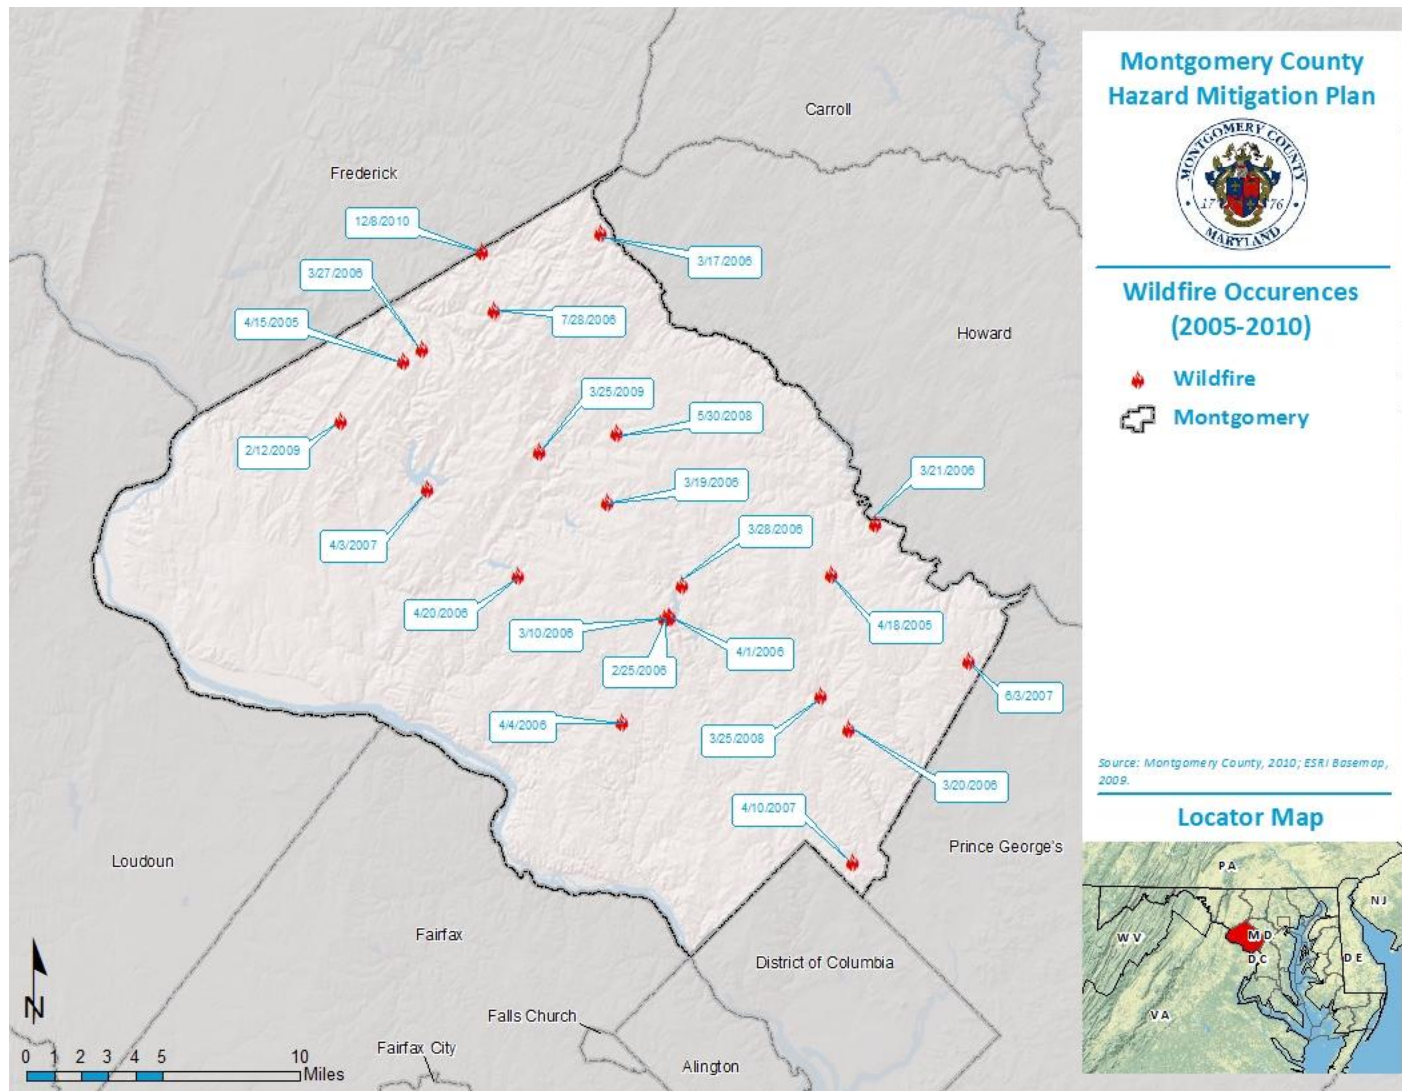 Carroll
Frederick
12/8/2010
3/27/2006
3/17/2006
4/15/2005
7/28/2006
Howard
3/25/2009
5/30/2008
2/12/2009
3/21/2006
3/19/2006
3/28/2006
4/3/2007
4/20/2006
3/10/2006
4/18/2005
2/25/2006
4/1/2006
6/3/2007
4/4/2006
3/25/2008
3/20/2006
4/10/2007
Prince George's
Loudoun
Fairfax
District of Columbia
Falls Church
Fairfax City
Alington
N
0 1 2 3 4 5 10
Miles
Montgomery County
Hazard Mitigation Plan
MONTGOMERY COUNTY
17 76
MARYLAND
Wildfire Occurences
(2005-2010)
Wildfire
Montgomery
Source: Montgomery County, 2010; ESRI Basemap,
2009.
Locator Map
PA
NJ
WV
MD
DC
DE
VA